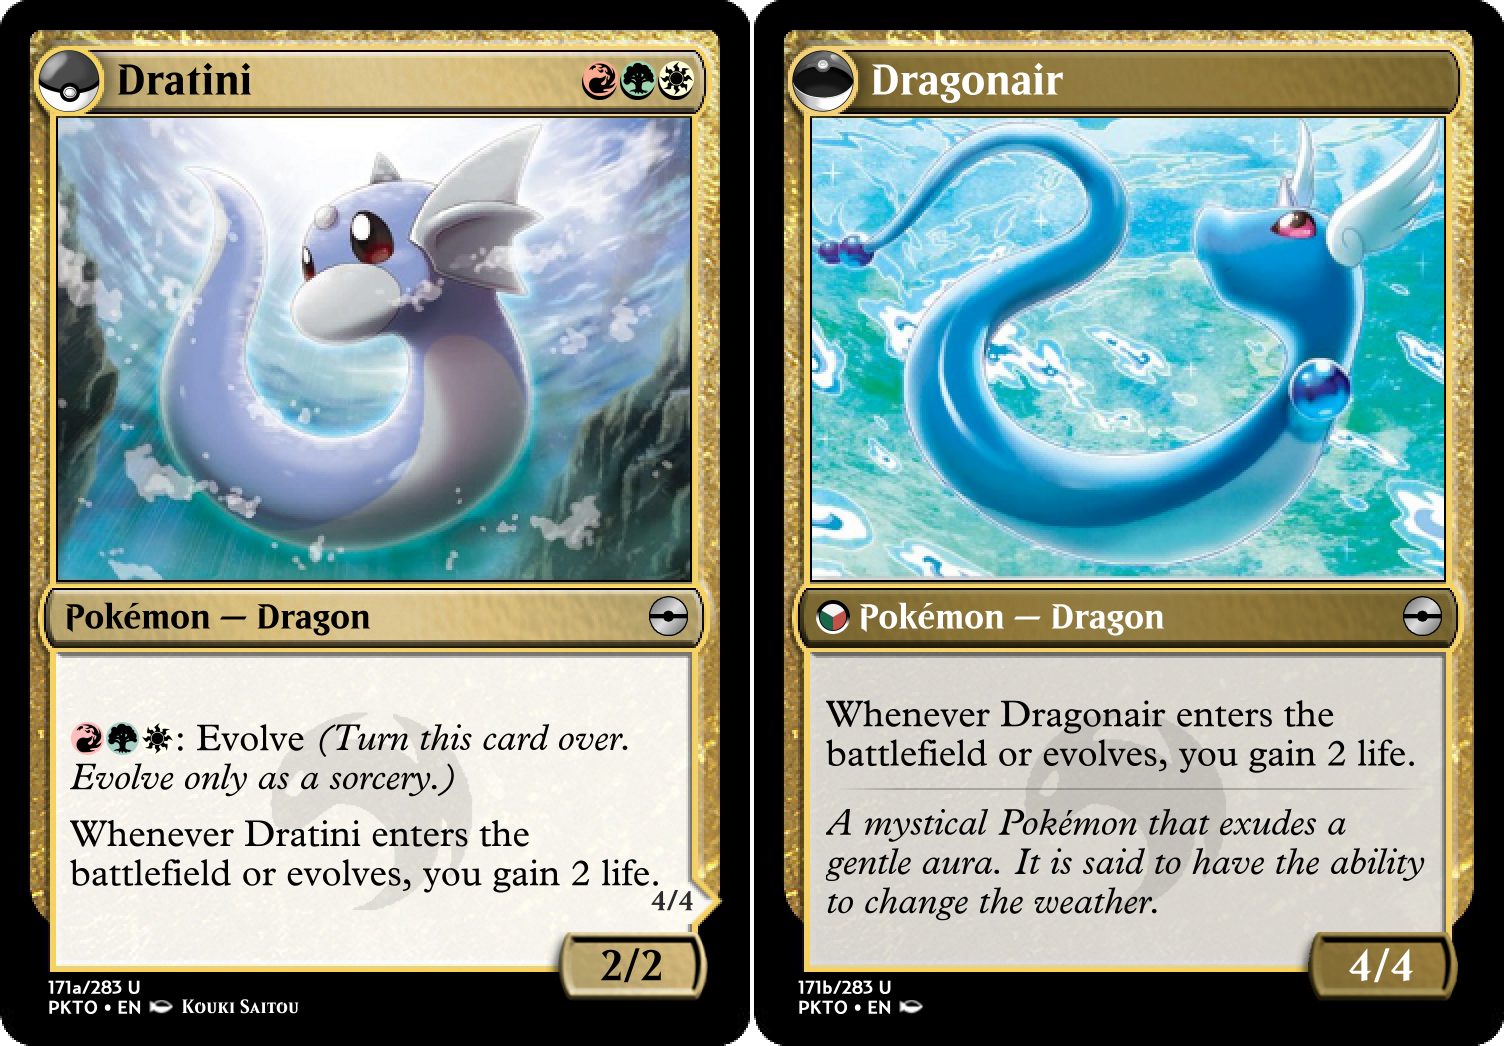 Dratini
Pokémon — Dragon
: Evolve (Turn this card over.
Evolve only as a sorcery.)
Whenever Dratini enters the
battlefield or evolves, you gain 2 life.
4/4
2/2
171a/283 U
PKTO • EN Kouki Saitou
Dragonair
Pokémon — Dragon
Whenever Dragonair enters the
battlefield or evolves, you gain 2 life.
A mystical Pokémon that exudes a
gentle aura. It is said to have the ability
to change the weather.
4/4
171b/283 U
PKTO • EN